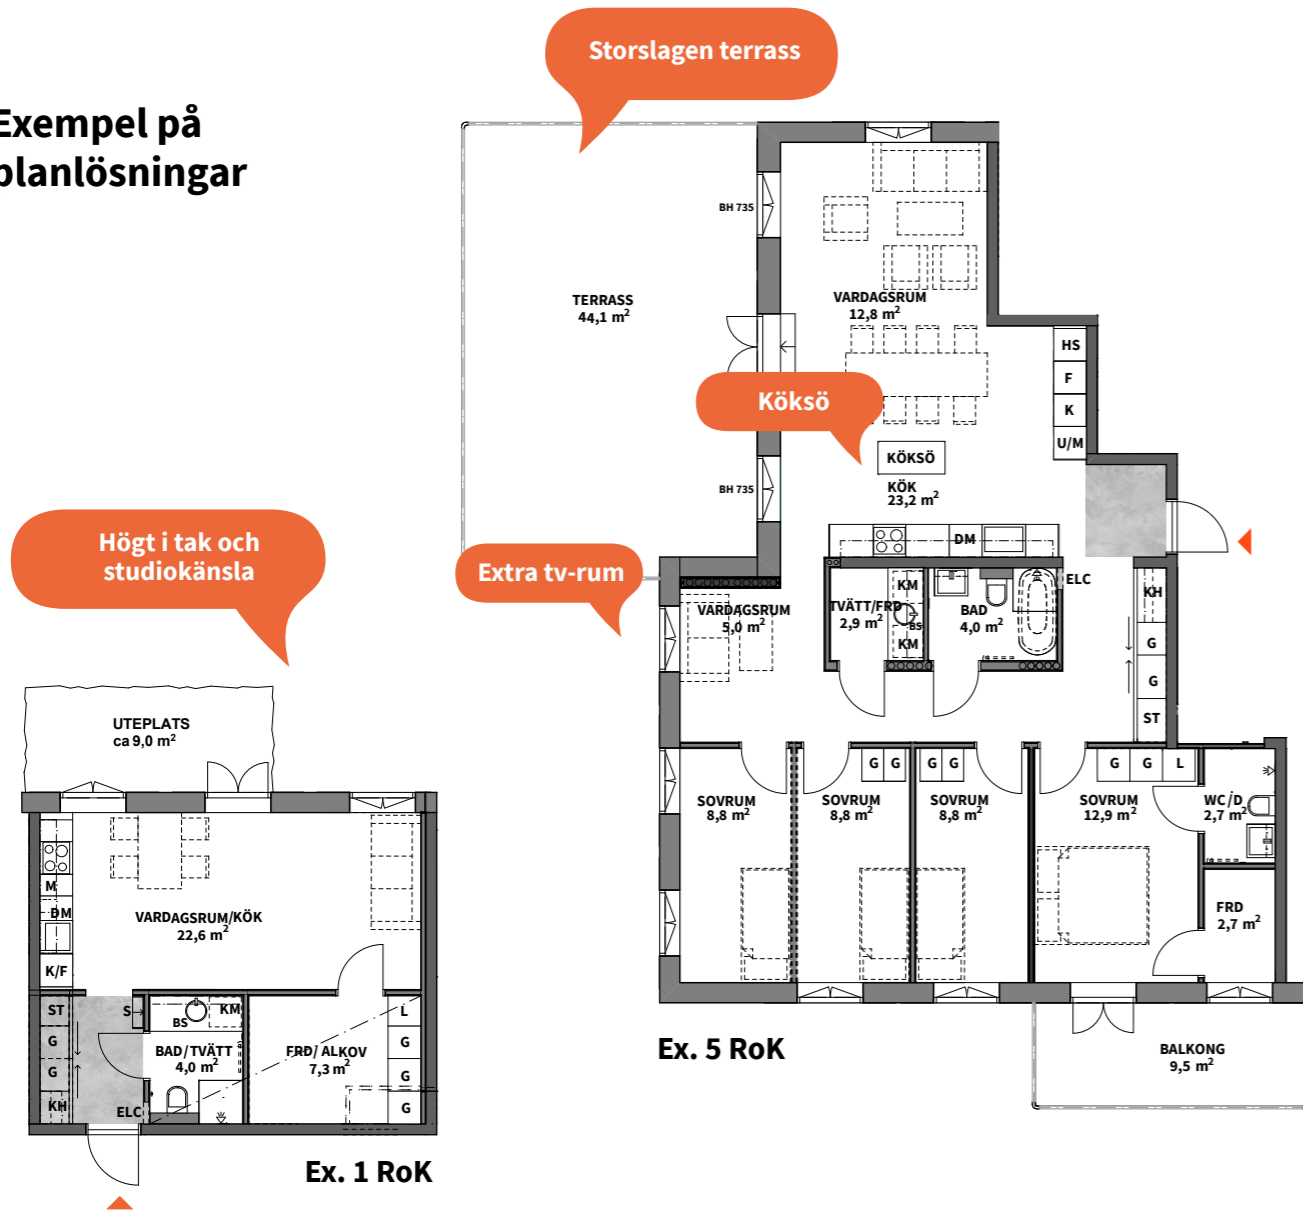 Exempel på
planlösningar
Storslagen terrass
BH 735
TERRASS
44,1 m²
VARDAGSRUM
12,8 m²
HS
F
K
U/M
Köksö
KÖKSÖ
KÖK
23,2 m²
BH 735
DM
Extra tv-rum
VARDAGSRUM
5,0 m²
TVÄTT/FRD
2,9 m²
KM
BS
KM
BAD
4,0 m²
ELC
KH
G
G
ST
SOVRUM
8,8 m²
G G
SOVRUM
8,8 m²
G G
SOVRUM
8,8 m²
G G L
SOVRUM
12,9 m²
WC/D
2,7 m²
FRD
2,7 m²
BALKONG
9,5 m²
Ex. 5 RoK
Högt i tak och
studiokänsla
UTEPLATS
ca 9,0 m²
M
DM
K/F
VARDAGSRUM/KÖK
22,6 m²
ST
G
G
KH
S
ELC
BS
KM
BAD/TVÄTT
4,0 m²
FRD/ALKOV
7,3 m²
L
G
G
G
Ex. 1 RoK